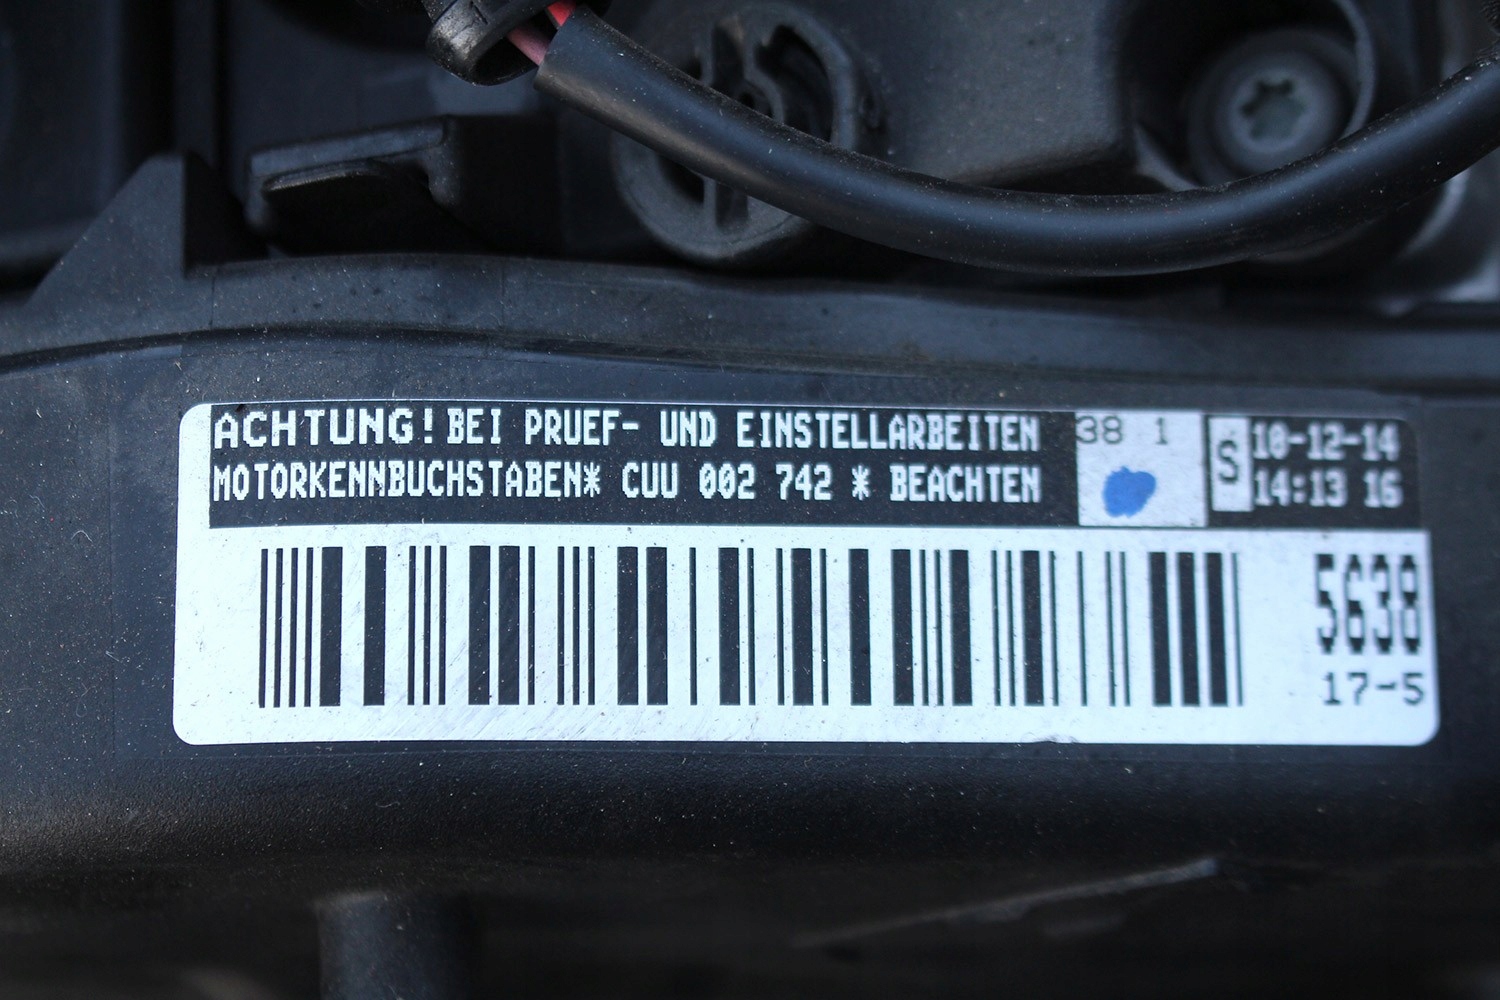 ACHTUNG! BEI PRUEF- UND EINSTELLARBEITEN
MOTORKENNBUCHSTABEN* CUU 002 742 * BEACHTEN
38 1
S
10-12-14
14:13 16
5638
17-5